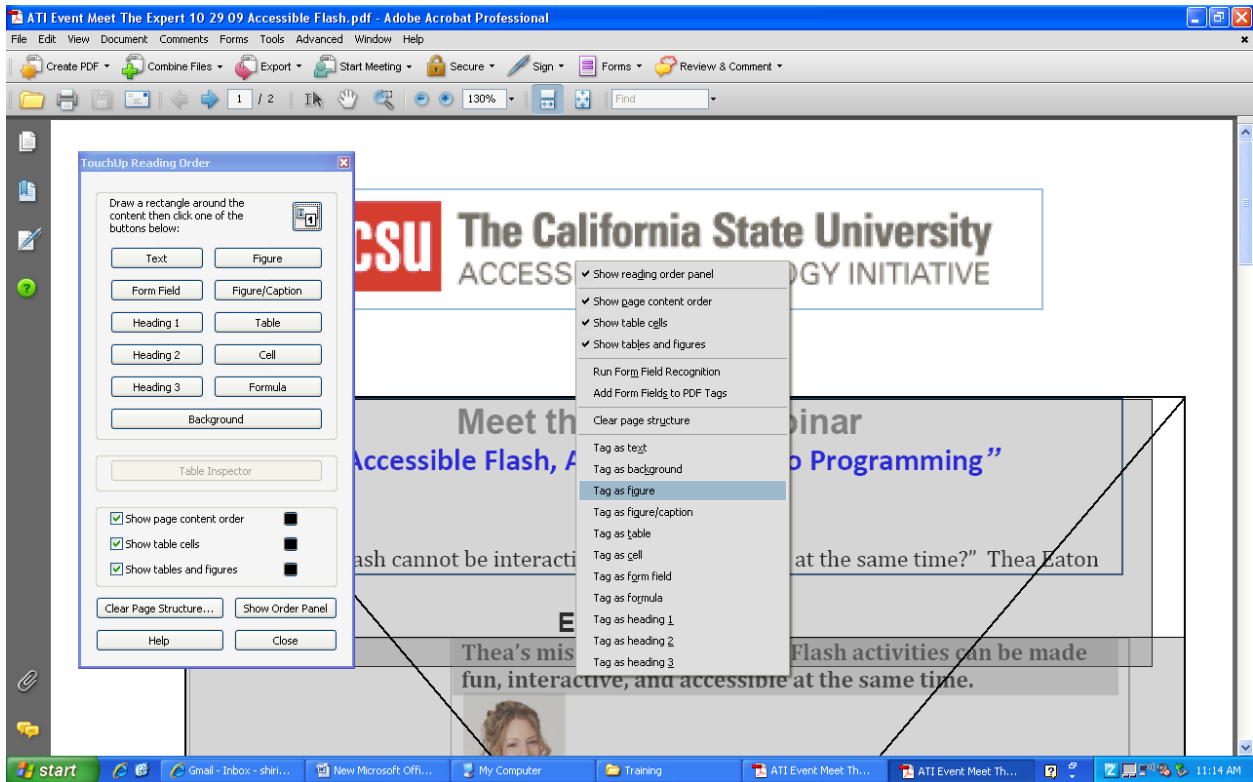 ATI Event Meet The Expert 10 29 09 Accessible Flash.pdf - Adobe Acrobat Professional
File Edit View Document Comments Forms Tools Advanced Window Help
Create PDF Combine Files Export Start Meeting Secure Sign Forms Review & Comment
1 / 2 130% Find
TouchUp Reading Order
Draw a rectangle around the
content then click one of the
buttons below:
Text Figure
Form Field Figure/Caption
Heading 1 Table
Heading 2 Cell
Heading 3 Formula
Background
Table Inspector
Show page content order
Show table cells
Show tables and figures
Clear Page Structure... Show Order Panel
Help Close
CSU The California State University
ACCESS OGY INITIATIVE
Show reading order panel
Show page content order
Show table cells
Show tables and figures
Run Form Field Recognition
Add Form Fields to PDF Tags
Clear page structure
Tag as text
Tag as background
Tag as figure
Tag as figure/caption
Tag as table
Tag as cell
Tag as form field
Tag as formula
Tag as heading 1
Tag as heading 2
Tag as heading 3
Meet th inar
Accessible Flash, A o Programming”
ash cannot be interacti at the same time?” Thea Eaton
E
Thea’s mis Flash activities can be made
fun, interactive, and accessible at the same time.
start Gmail - Inbox - shiri... New Microsoft Offi... My Computer Training ATI Event Meet Th... ATI Event Meet Th... 11:14 AM